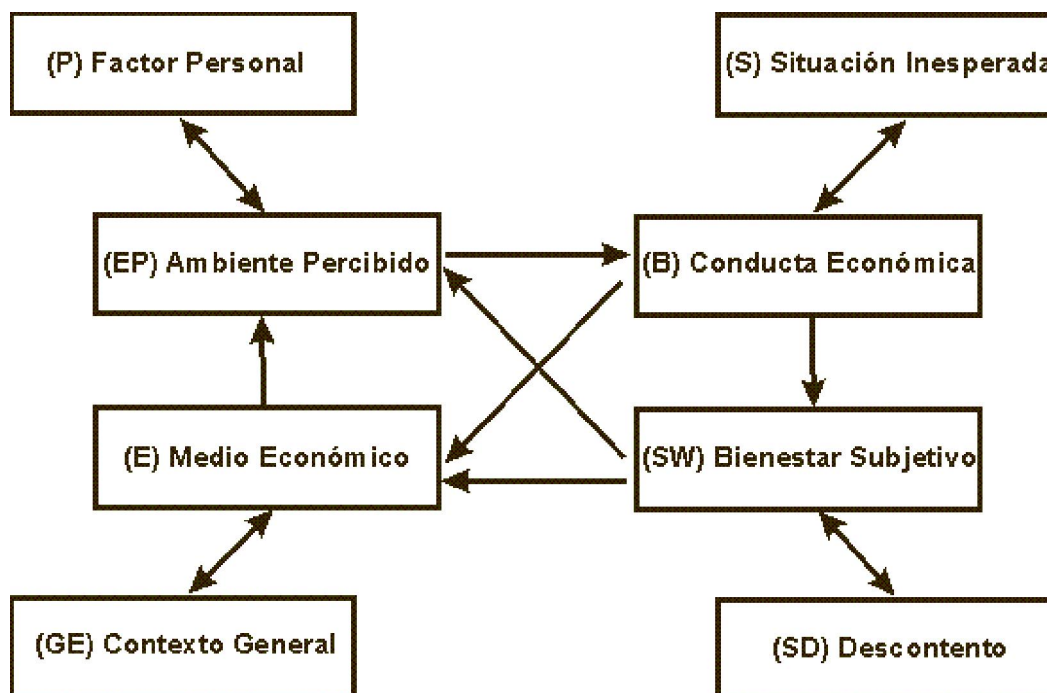 (P) Factor Personal
(S) Situación Inesperada
(EP) Ambiente Percibido
(B) Conducta Económica
(E) Medio Económico
(SW) Bienestar Subjetivo
(GE) Contexto General
(SD) Descontento